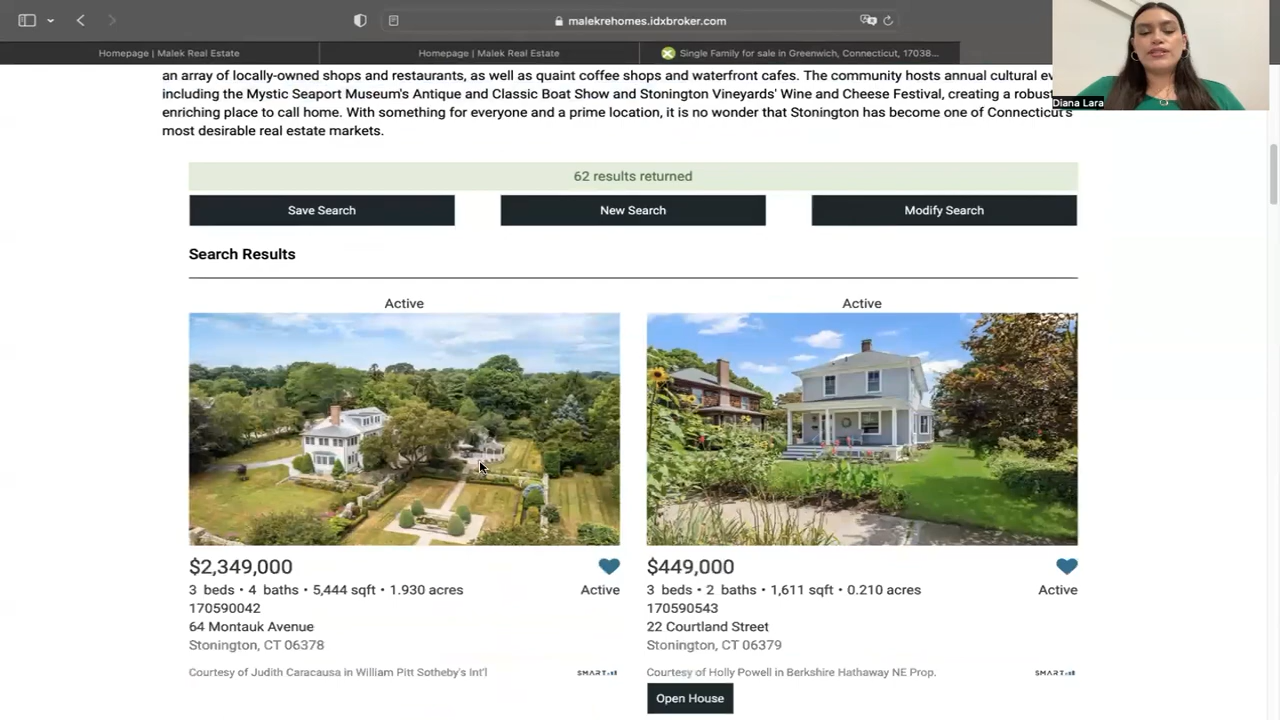 malekrehomes.idxbroker.com
Homepage | Malek Real Estate
Homepage | Malek Real Estate
Single Family for sale in Greenwich, Connecticut, 17038...
Diana Lara
an array of locally-owned shops and restaurants, as well as quaint coffee shops and waterfront cafes. The community hosts annual cultural
including the Mystic Seaport Museum's Antique and Classic Boat Show and Stonington Vineyards' Wine and Cheese Festival, creating a robust
enriching place to call home. With something for everyone and a prime location, it is no wonder that Stonington has become one of Connecticut's
most desirable real estate markets.
62 results returned
Save Search
New Search
Modify Search
Search Results
Active
Active
$2,349,000
3 beds • 4 baths • 5,444 sqft • 1.930 acres
Active
170590042
64 Montauk Avenue
Stonington, CT 06378
Courtesy of Judith Caracausa in William Pitt Sotheby's Int'l
SMART
$449,000
3 beds • 2 baths • 1,611 sqft • 0.210 acres
Active
170590543
22 Courtland Street
Stonington, CT 06379
Courtesy of Holly Powell in Berkshire Hathaway NE Prop.
SMART
Open House